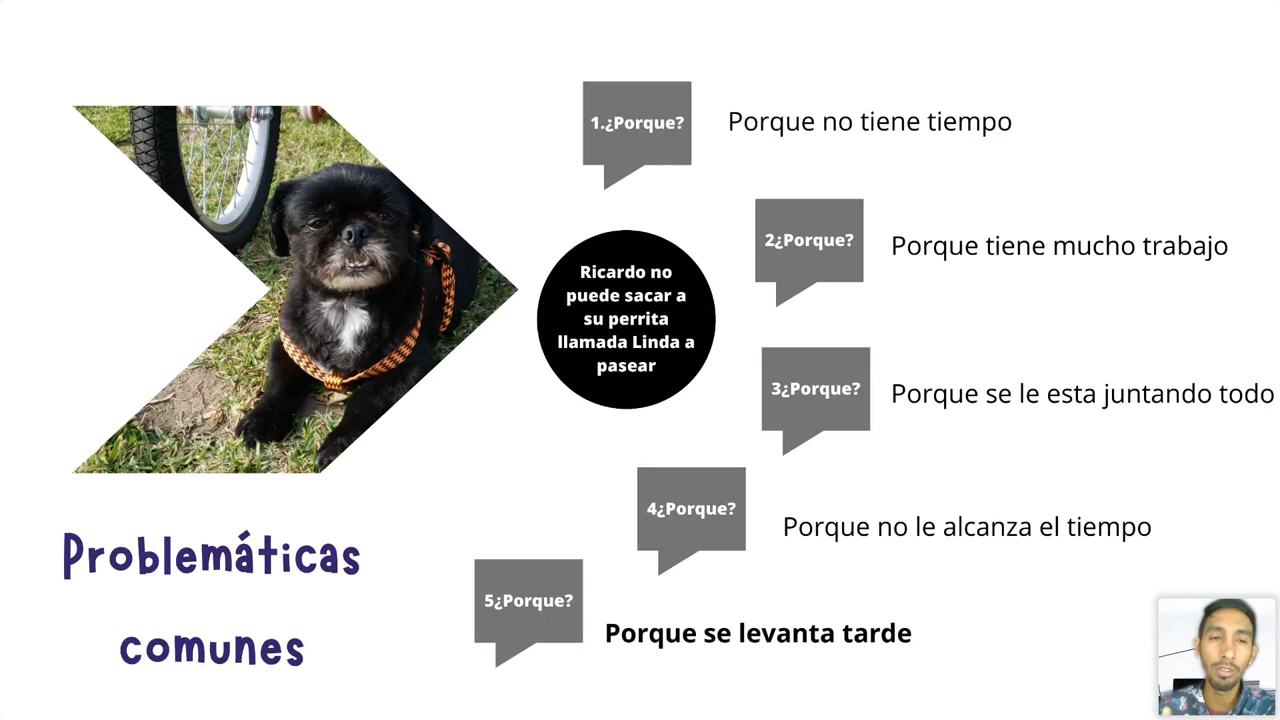 1.¿Porque?
Porque no tiene tiempo
2¿Porque?
Porque tiene mucho trabajo
Ricardo no
puede sacar a
su perrita
llamada Linda a
pasear
3¿Porque?
Porque se le esta juntando todo
4¿Porque?
Porque no le alcanza el tiempo
5¿Porque?
Porque se levanta tarde
Problemáticas
comunes